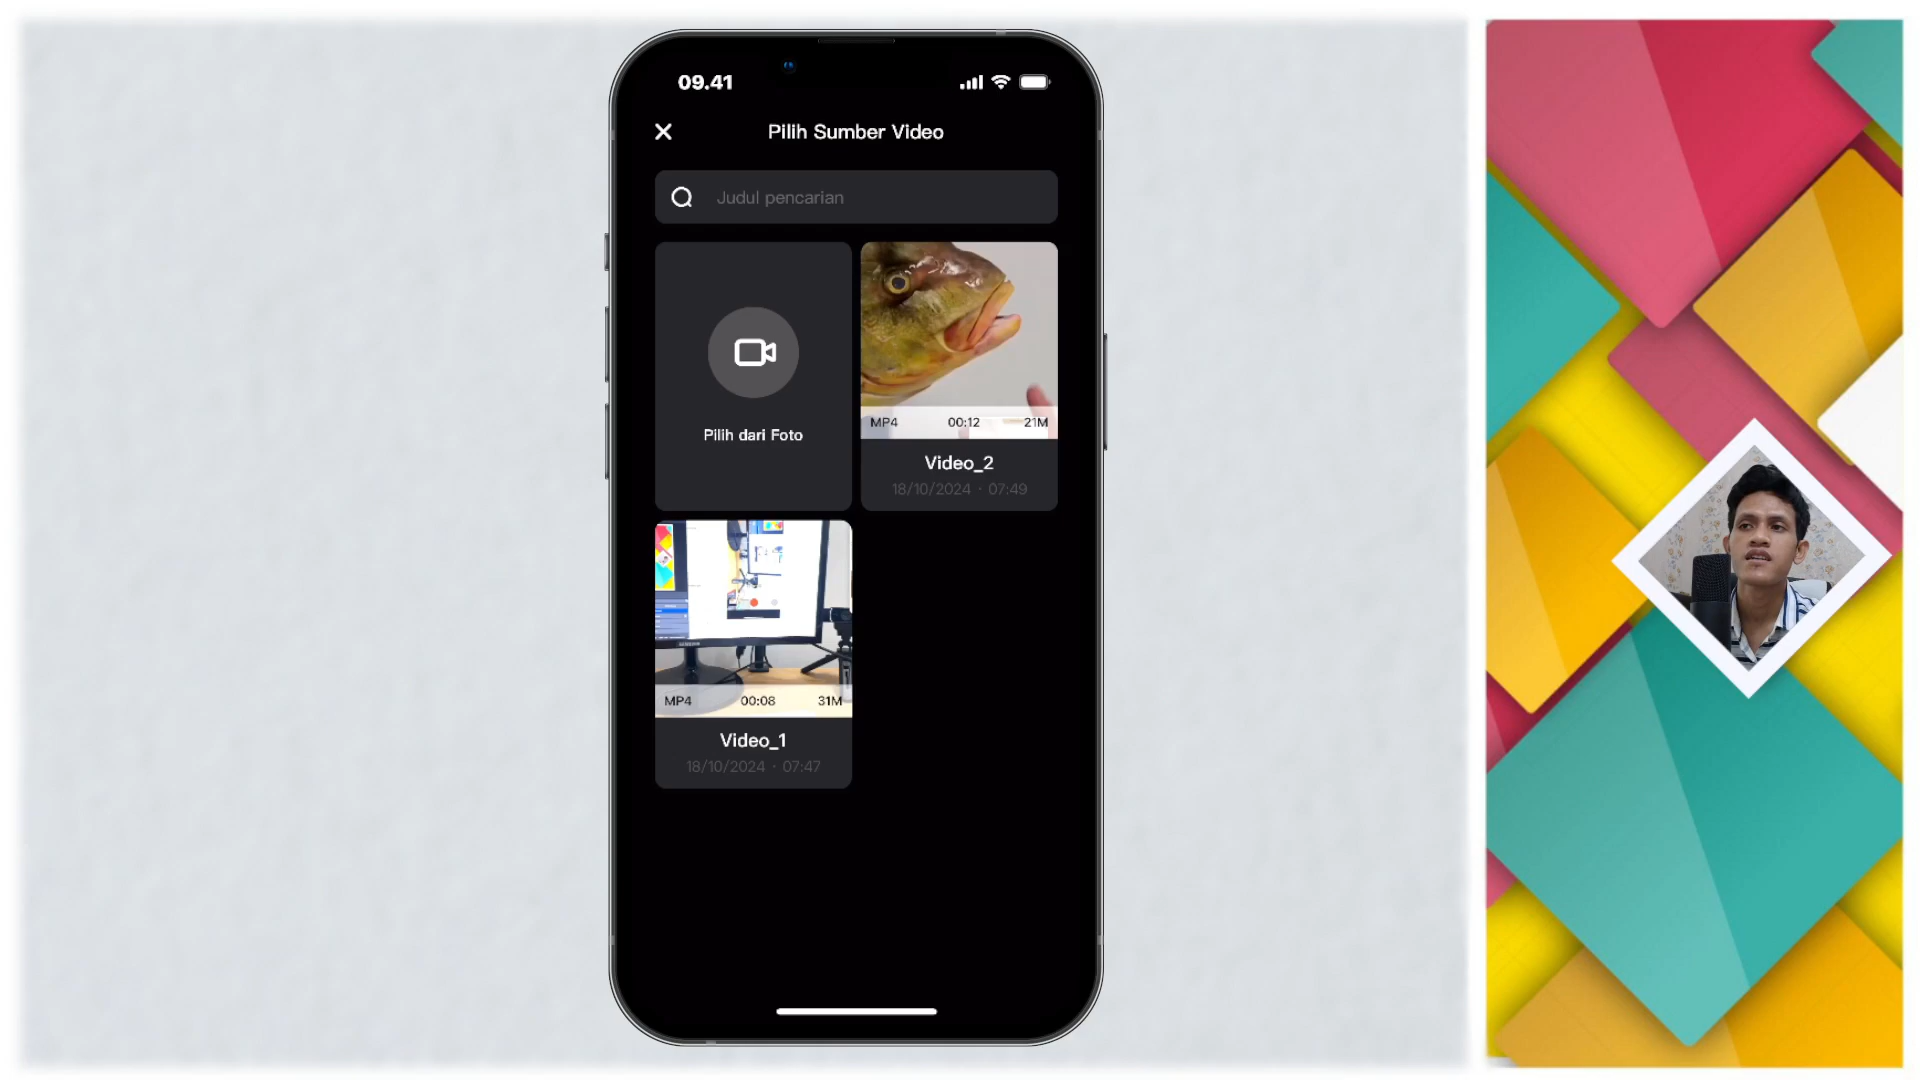 09.41
Pilih Sumber Video
Judul pencarian
Pilih dari Foto
MP4 00:12 21M
Video_2
18/10/2024 · 07:49
MP4 00:08 31M
Video_1
18/10/2024 · 07:47